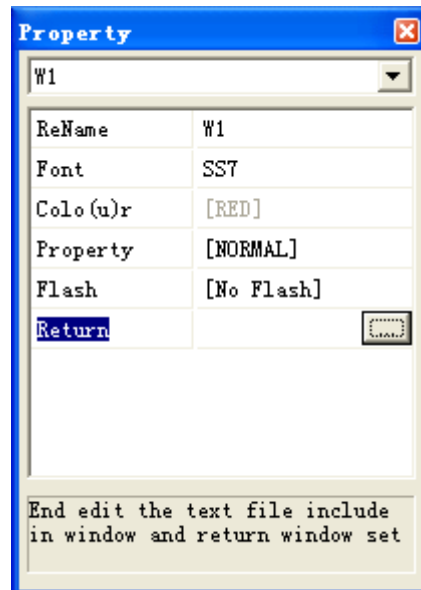 Property
W1
ReName W1
Font SS7
Colo(u)r [RED]
Property [NORMAL]
Flash [No Flash]
Return ...
End edit the text file include
in window and return window set